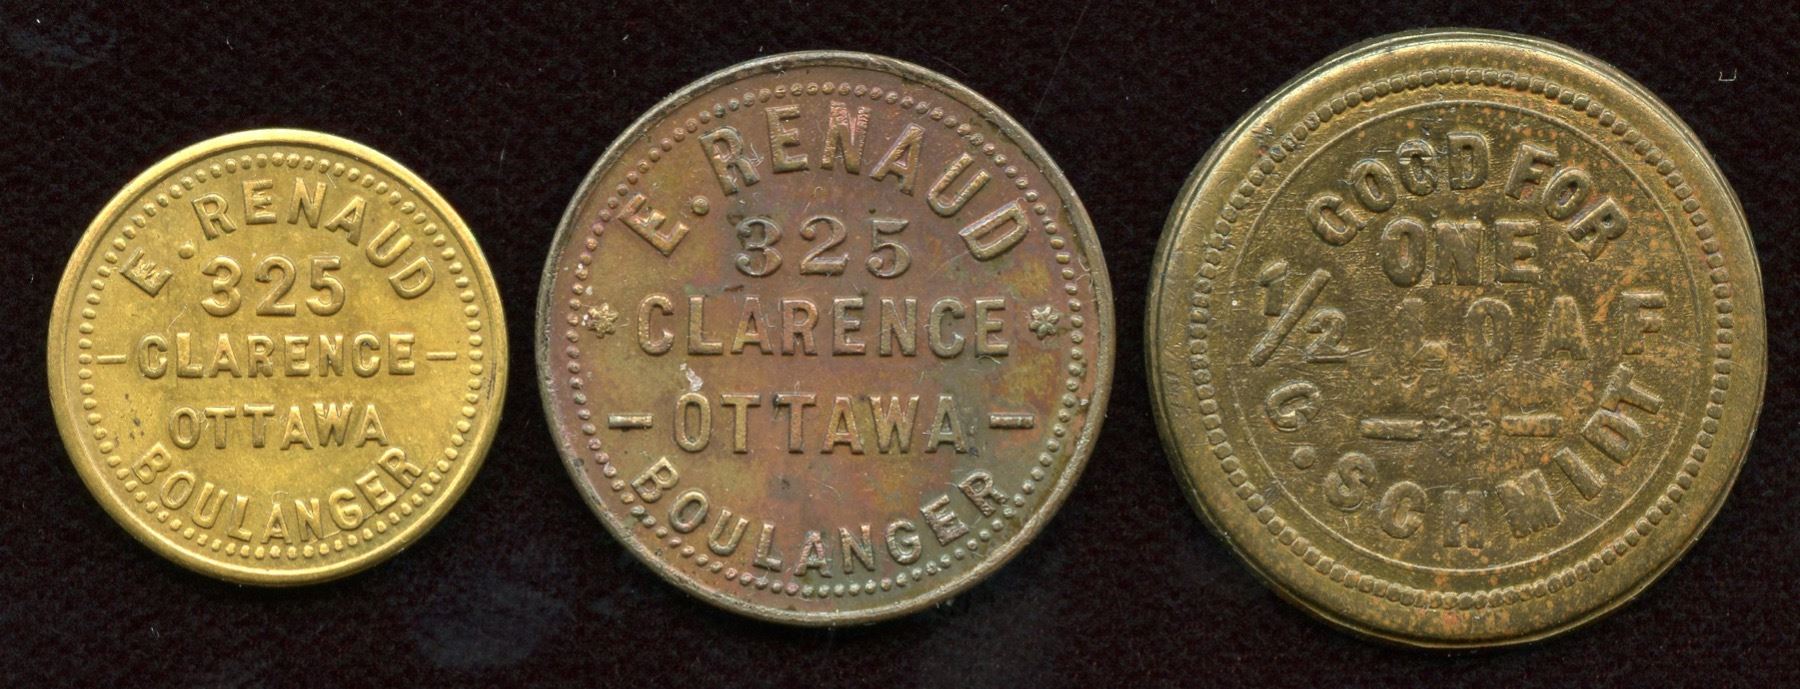 E. RENAUD
325
CLARENCE
OTTAWA
BOULANGER
E. RENAUD
325
CLARENCE
OTTAWA
BOULANGER
GOOD FOR
ONE
1/2 LOAF
G. SCHMIDT